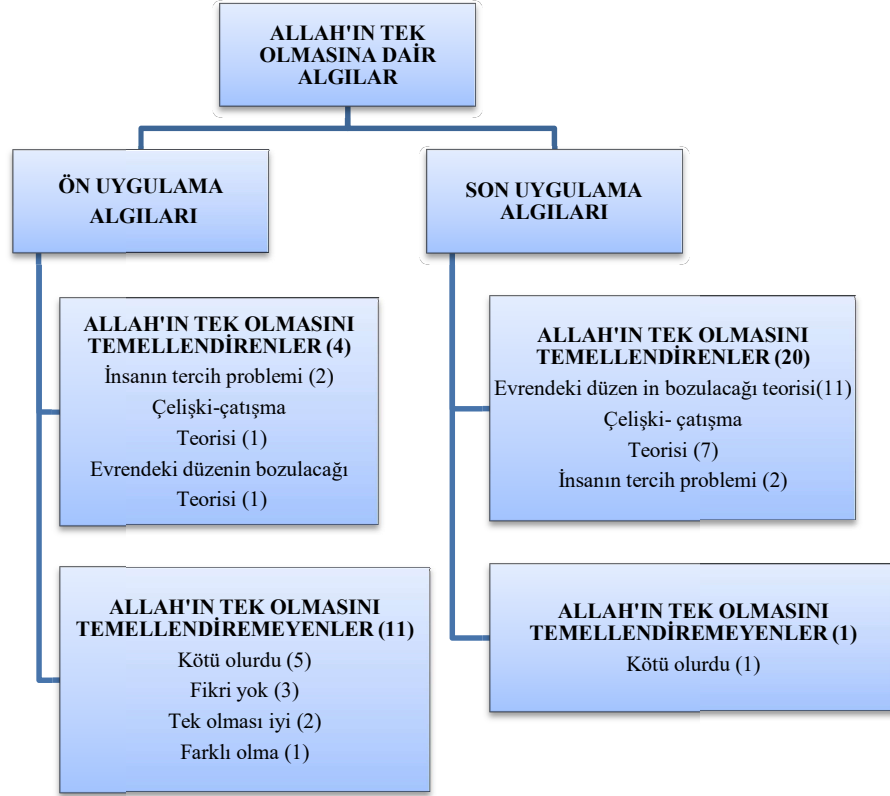 ALLAH'IN TEK
OLMASINA DAİR
ALGILAR
ÖN UYGULAMA
ALGILARI
ALLAH'IN TEK OLMASINI
TEMELLENDİRENLER (4)
İnsanın tercih problemi (2)
Çelişki-çatışma
Teorisi (1)
Evrendeki düzenin bozulacağı
Teorisi (1)
ALLAH'IN TEK OLMASINI
TEMELLENDİREMEYENLER (11)
Kötü olurdu (5)
Fikri yok (3)
Tek olması iyi (2)
Farklı olma (1)
SON UYGULAMA
ALGILARI
ALLAH'IN TEK OLMASINI
TEMELLENDİRENLER (20)
Evrendeki düzen in bozulacağı teorisi(11)
Çelişki- çatışma
Teorisi (7)
İnsanın tercih problemi (2)
ALLAH'IN TEK OLMASINI
TEMELLENDİREMEYENLER (1)
Kötü olurdu (1)